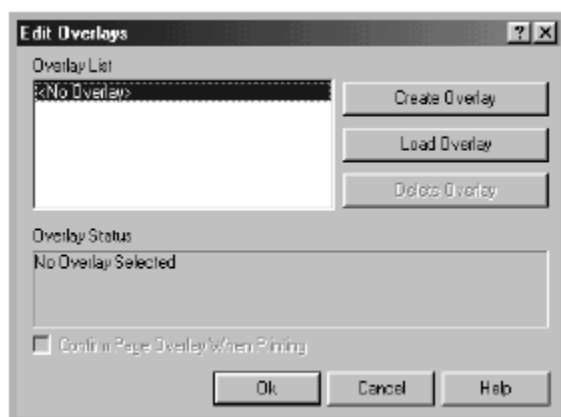 Edit Overlays
Overlay List
<No Overlay>
Create Overlay
Load Overlay
Delete Overlay
Overlay Status
No Overlay Selected
Confirm Page Overlay When Printing
Ok
Cancel
Help